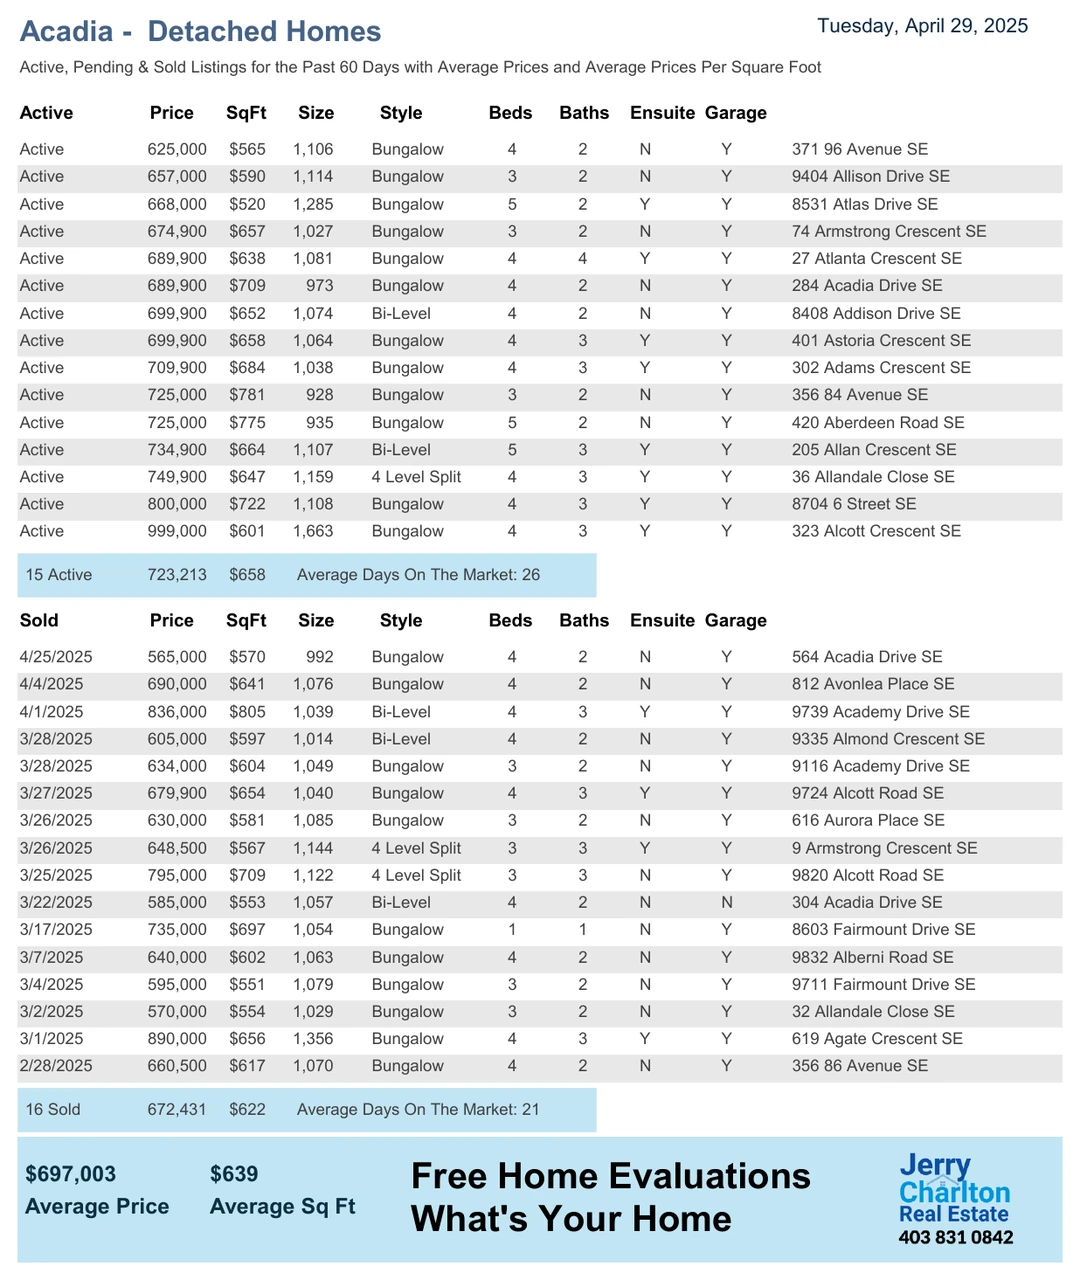 Acadia -  Detached Homes
Tuesday, April 29, 2025
Active, Pending & Sold Listings for the Past 60 Days with Average Prices and Average Prices Per Square Foot
Active Price SqFt Size Style Beds Baths Ensuite Garage
Active 625,000 $565 1,106 Bungalow 4 2 N Y 371 96 Avenue SE
Active 657,000 $590 1,114 Bungalow 3 2 N Y 9404 Allison Drive SE
Active 668,000 $520 1,285 Bungalow 5 2 Y Y 8531 Atlas Drive SE
Active 674,900 $657 1,027 Bungalow 3 2 N Y 74 Armstrong Crescent SE
Active 689,900 $638 1,081 Bungalow 4 4 Y Y 27 Atlanta Crescent SE
Active 689,900 $709 973 Bungalow 4 2 N Y 284 Acadia Drive SE
Active 699,900 $652 1,074 Bi-Level 4 2 N Y 8408 Addison Drive SE
Active 699,900 $658 1,064 Bungalow 4 3 Y Y 401 Astoria Crescent SE
Active 709,900 $684 1,038 Bungalow 4 3 Y Y 302 Adams Crescent SE
Active 725,000 $781 928 Bungalow 3 2 N Y 356 84 Avenue SE
Active 725,000 $775 935 Bungalow 5 2 N Y 420 Aberdeen Road SE
Active 734,900 $664 1,107 Bi-Level 5 3 Y Y 205 Allan Crescent SE
Active 749,900 $647 1,159 4 Level Split 4 3 Y Y 36 Allandale Close SE
Active 800,000 $722 1,108 Bungalow 4 3 Y Y 8704 6 Street SE
Active 999,000 $601 1,663 Bungalow 4 3 Y Y 323 Alcott Crescent SE
15 Active 723,213 $658 Average Days On The Market: 26
Sold Price SqFt Size Style Beds Baths Ensuite Garage
4/25/2025 565,000 $570 992 Bungalow 4 2 N Y 564 Acadia Drive SE
4/4/2025 690,000 $641 1,076 Bungalow 4 2 N Y 812 Avonlea Place SE
4/1/2025 836,000 $805 1,039 Bi-Level 4 3 Y Y 9739 Academy Drive SE
3/28/2025 605,000 $597 1,014 Bi-Level 4 2 N Y 9335 Almond Crescent SE
3/28/2025 634,000 $604 1,049 Bungalow 3 2 N Y 9116 Academy Drive SE
3/27/2025 679,900 $654 1,040 Bungalow 4 3 Y Y 9724 Alcott Road SE
3/26/2025 630,000 $581 1,085 Bungalow 3 2 N Y 616 Aurora Place SE
3/26/2025 648,500 $567 1,144 4 Level Split 3 3 Y Y 9 Armstrong Crescent SE
3/25/2025 795,000 $709 1,122 4 Level Split 3 3 N Y 9820 Alcott Road SE
3/22/2025 585,000 $553 1,057 Bi-Level 4 2 N N 304 Acadia Drive SE
3/17/2025 735,000 $697 1,054 Bungalow 1 1 N Y 8603 Fairmount Drive SE
3/7/2025 640,000 $602 1,063 Bungalow 4 2 N Y 9832 Alberni Road SE
3/4/2025 595,000 $551 1,079 Bungalow 3 2 N Y 9711 Fairmount Drive SE
3/2/2025 570,000 $554 1,029 Bungalow 3 2 N Y 32 Allandale Close SE
3/1/2025 890,000 $656 1,356 Bungalow 4 3 Y Y 619 Agate Crescent SE
2/28/2025 660,500 $617 1,070 Bungalow 4 2 N Y 356 86 Avenue SE
16 Sold 672,431 $622 Average Days On The Market: 21
$697,003 $639
Average Price Average Sq Ft
Free Home Evaluations
What's Your Home
Jerry
Charlton
Real Estate
403 831 0842